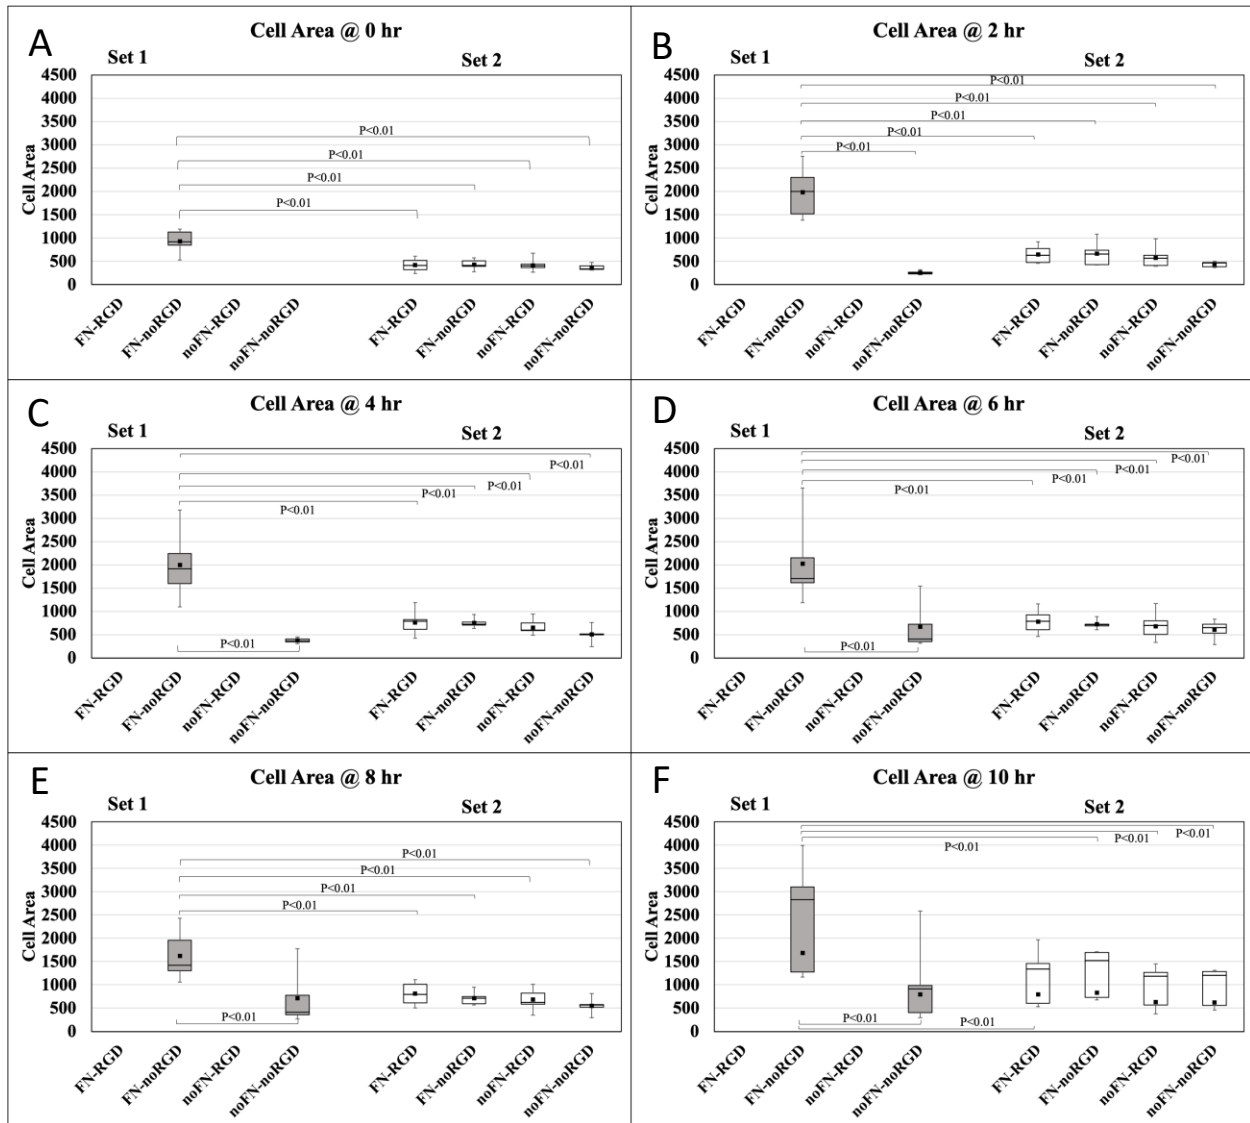 A
Cell Area @ 0 hr
Set 1
Set 2
Cell Area
4500
4000
3500
3000
2500
2000
1500
1000
500
0
P<0.01
P<0.01
P<0.01
P<0.01
FN-RGD
FN-noRGD
noFN-RGD
noFN-noRGD
FN-RGD
FN-noRGD
noFN-RGD
noFN-noRGD
B
Cell Area @ 2 hr
Set 1
Set 2
Cell Area
4500
4000
3500
3000
2500
2000
1500
1000
500
0
P<0.01
P<0.01
P<0.01
P<0.01
P<0.01
FN-RGD
FN-noRGD
noFN-RGD
noFN-noRGD
FN-RGD
FN-noRGD
noFN-RGD
noFN-noRGD
C
Cell Area @ 4 hr
Set 1
Set 2
Cell Area
4500
4000
3500
3000
2500
2000
1500
1000
500
0
P<0.01
P<0.01
P<0.01
P<0.01
P<0.01
FN-RGD
FN-noRGD
noFN-RGD
noFN-noRGD
FN-RGD
FN-noRGD
noFN-RGD
noFN-noRGD
D
Cell Area @ 6 hr
Set 1
Set 2
Cell Area
4500
4000
3500
3000
2500
2000
1500
1000
500
0
P<0.01
P<0.01
P<0.01
P<0.01
P<0.01
FN-RGD
FN-noRGD
noFN-RGD
noFN-noRGD
FN-RGD
FN-noRGD
noFN-RGD
noFN-noRGD
E
Cell Area @ 8 hr
Set 1
Set 2
Cell Area
4500
4000
3500
3000
2500
2000
1500
1000
500
0
P<0.01
P<0.01
P<0.01
P<0.01
P<0.01
FN-RGD
FN-noRGD
noFN-RGD
noFN-noRGD
FN-RGD
FN-noRGD
noFN-RGD
noFN-noRGD
F
Cell Area @ 10 hr
Set 1
Set 2
Cell Area
4500
4000
3500
3000
2500
2000
1500
1000
500
0
P<0.01
P<0.01
P<0.01
P<0.01
P<0.01
FN-RGD
FN-noRGD
noFN-RGD
noFN-noRGD
FN-RGD
FN-noRGD
noFN-RGD
noFN-noRGD